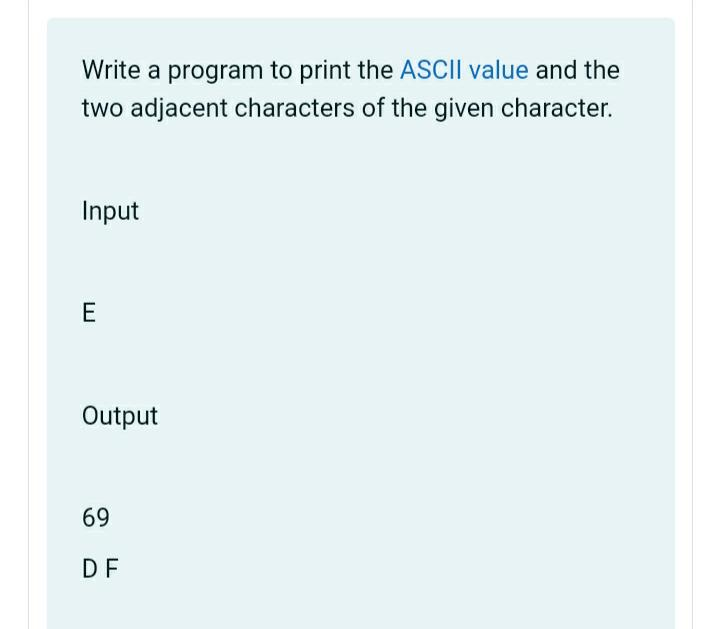 Write a program to print the ASCII value and the
two adjacent characters of the given character.
Input
E
Output
69
D F